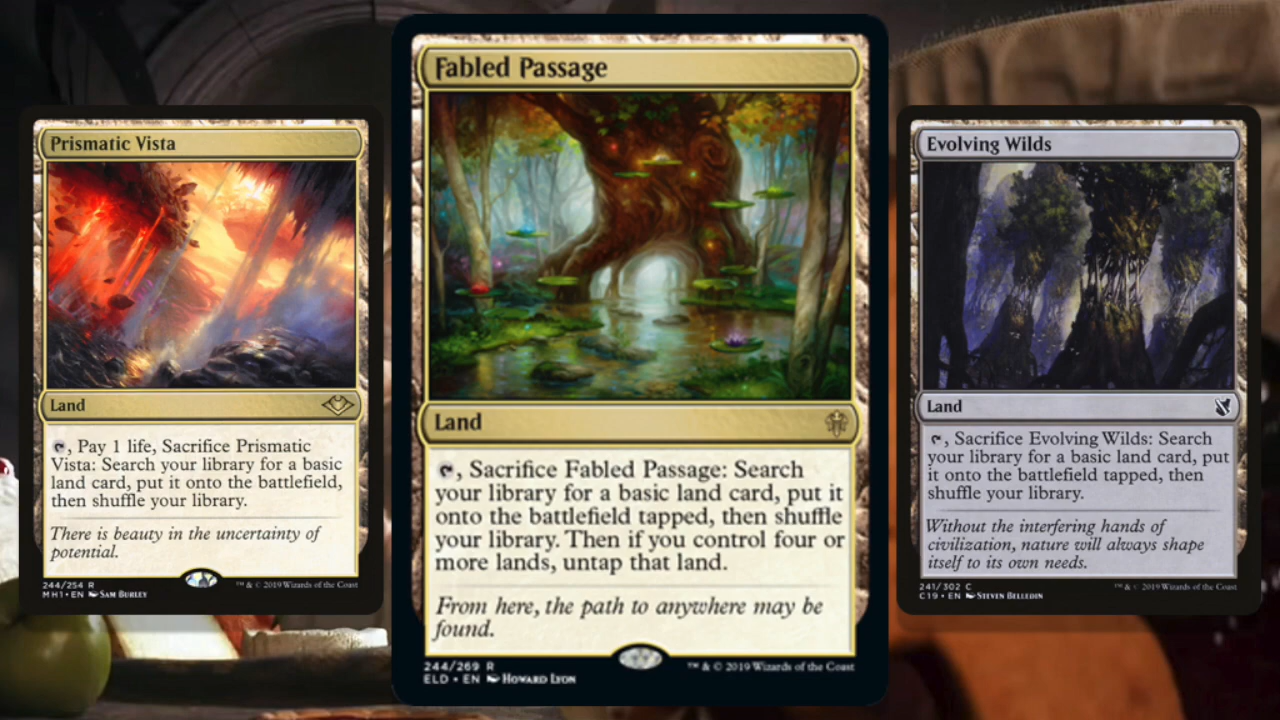 Prismatic Vista
Land
, Pay 1 life, Sacrifice Prismatic
Vista: Search your library for a basic
land card, put it onto the battlefield,
then shuffle your library.
There is beauty in the uncertainty of
potential.
244/254 R
MH1 • EN SAM BURLEY
™ & © 2019 Wizards of the Coast
Fabled Passage
Land
, Sacrifice Fabled Passage: Search
your library for a basic land card, put it
onto the battlefield tapped, then shuffle
your library. Then if you control four or
more lands, untap that land.
From here, the path to anywhere may be
found.
244/269 R
ELD • EN HOWARD LYON
™ & © 2019 Wizards of the Coast
Evolving Wilds
Land
, Sacrifice Evolving Wilds: Search
your library for a basic land card, put
it onto the battlefield tapped, then
shuffle your library.
Without the interfering hands of
civilization, nature will always shape
itself to its own needs.
241/302 C
C19 • EN STEVEN BELLEDIN
™ & © 2019 Wizards of the Coast